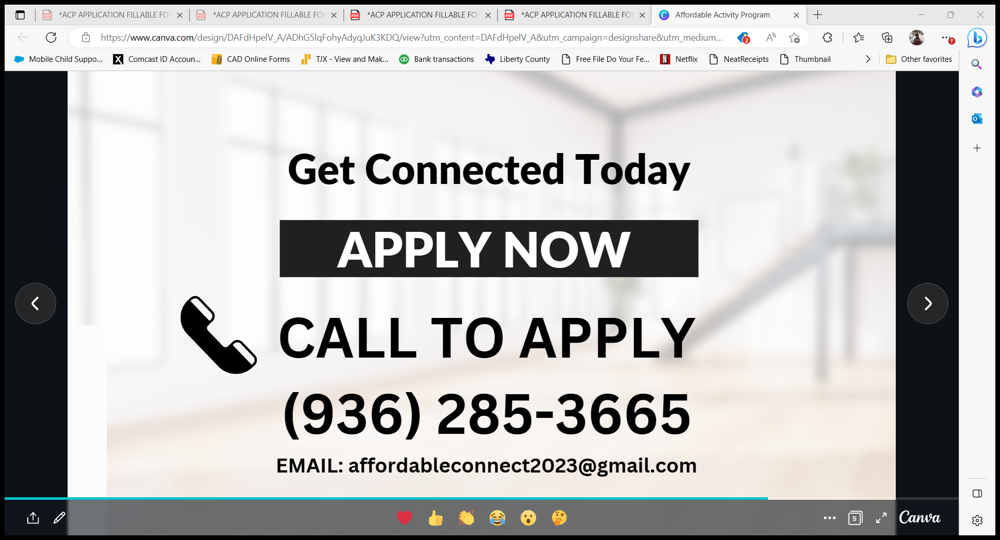 *ACP APPLICATION FILLABLE FO
*ACP APPLICATION FILLABLE FO
*ACP APPLICATION FILLABLE FO
*ACP APPLICATION FILLABLE FO
Affordable Activity Program
https://www.canva.com/design/DAFdHpelV_A/ADhG5lqFohyAdyqJuK3KDQ/view?utm_content=DAFdHpelV_A&utm_campaign=designshare&utm_medium...
2
Mobile Child Suppo...
Comcast ID Accoun...
CAD Online Forms
TJX - View and Mak...
Bank transactions
Liberty County
Free File Do Your Fe...
Netflix
NeatReceipts
Thumbnail
Other favorites
Get Connected Today
APPLY NOW
CALL TO APPLY
(936) 285-3665
EMAIL: affordableconnect2023@gmail.com
5
Canva